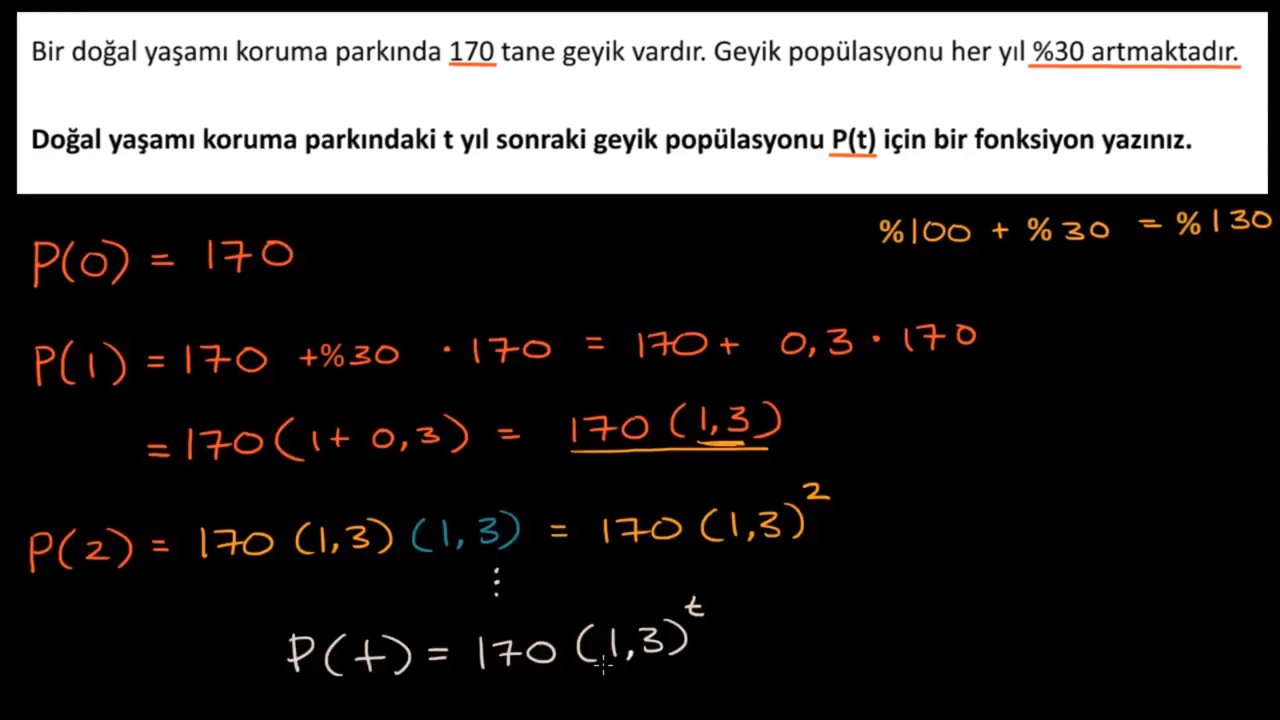 Bir doğal yaşamı koruma parkında 170 tane geyik vardır. Geyik popülasyonu her yıl %30 artmaktadır.
Doğal yaşamı koruma parkındaki t yıl sonraki geyik popülasyonu P(t) için bir fonksiyon yazınız.
%100 + %30 = %130
P(0) = 170
P(1) = 170 +%30 · 170 = 170 + 0,3 · 170
= 170 (1 + 0,3) = 170 (1,3)
P(2) = 170 (1,3) (1,3) = 170 (1,3)²
⋮
P(t) = 170 (1,3)ᵗ